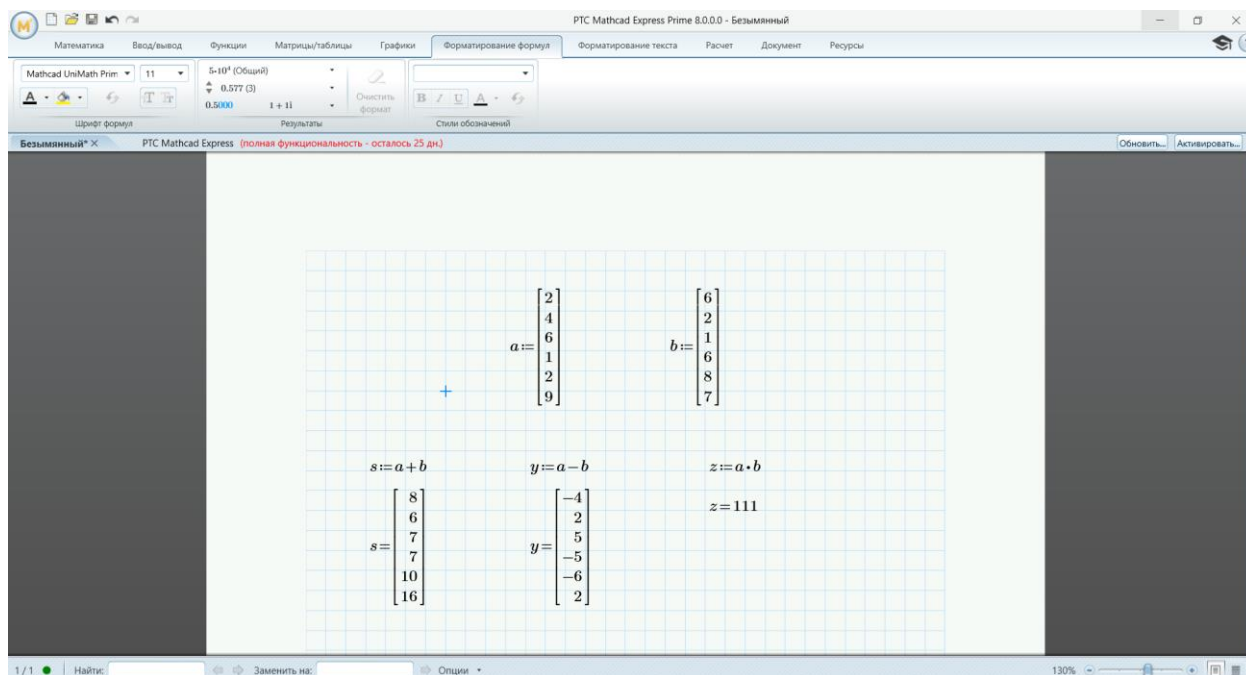 PTC Mathcad Express Prime 8.0.0.0 - Безымянный
Математика Ввод/вывод Функции Матрицы/таблицы Графики Форматирование формул Форматирование текста Расчет Документ Ресурсы
Mathcad UniMath Prim 11 5•10⁴ (Общий)
0.577 (3)
A Очистить формат B I U A
0.5000 1 + 1i
Шрифт формул Результаты Стили обозначений
Безымянный* × PTC Mathcad Express (полная функциональность - осталось 25 дн.) Обновить... Активировать...
a≔[2 4 6 1 2 9] b≔[6 2 1 6 8 7]
s≔a+b y≔a−b z≔a•b
s=[8 6 7 7 10 16] y=[−4 2 5 −5 −6 2] z=111
1 / 1 Найти: Заменить на: Опции 130%